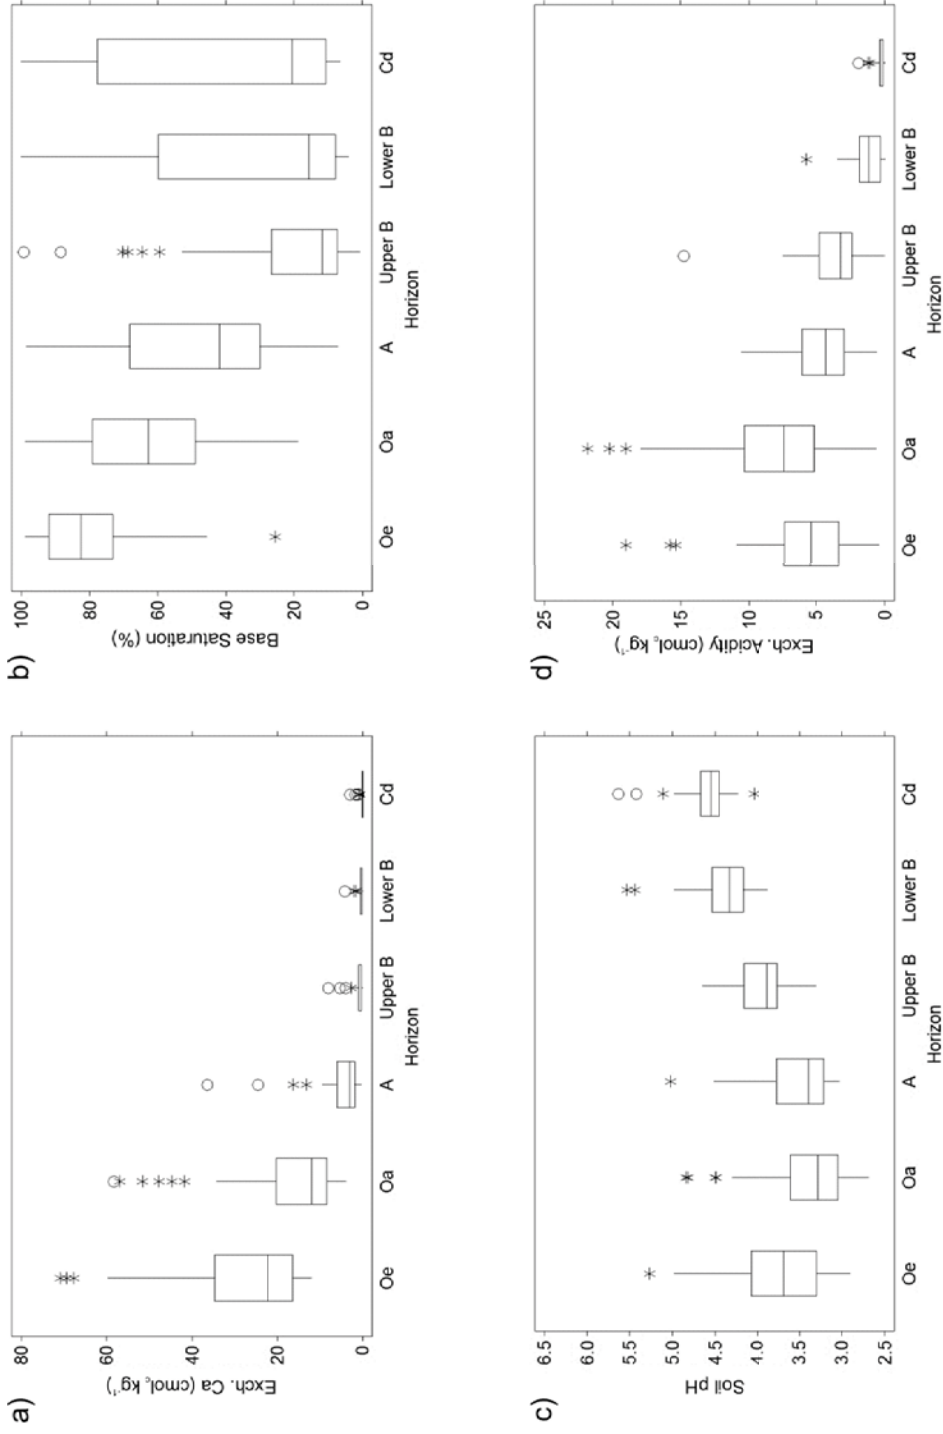 a)
Exch. Ca (cmol꜀ kg⁻¹)
80
60
40
20
0
Oe Oa A Upper B Lower B Cd
Horizon
b)
Base Saturation (%)
100
80
60
40
20
0
Oe Oa A Upper B Lower B Cd
Horizon
c)
Soil pH
6.5
6.0
5.5
5.0
4.5
4.0
3.5
3.0
2.5
Oe Oa A Upper B Lower B Cd
Horizon
d)
Exch. Acidity (cmol꜀ kg⁻¹)
25
20
15
10
5
0
Oe Oa A Upper B Lower B Cd
Horizon